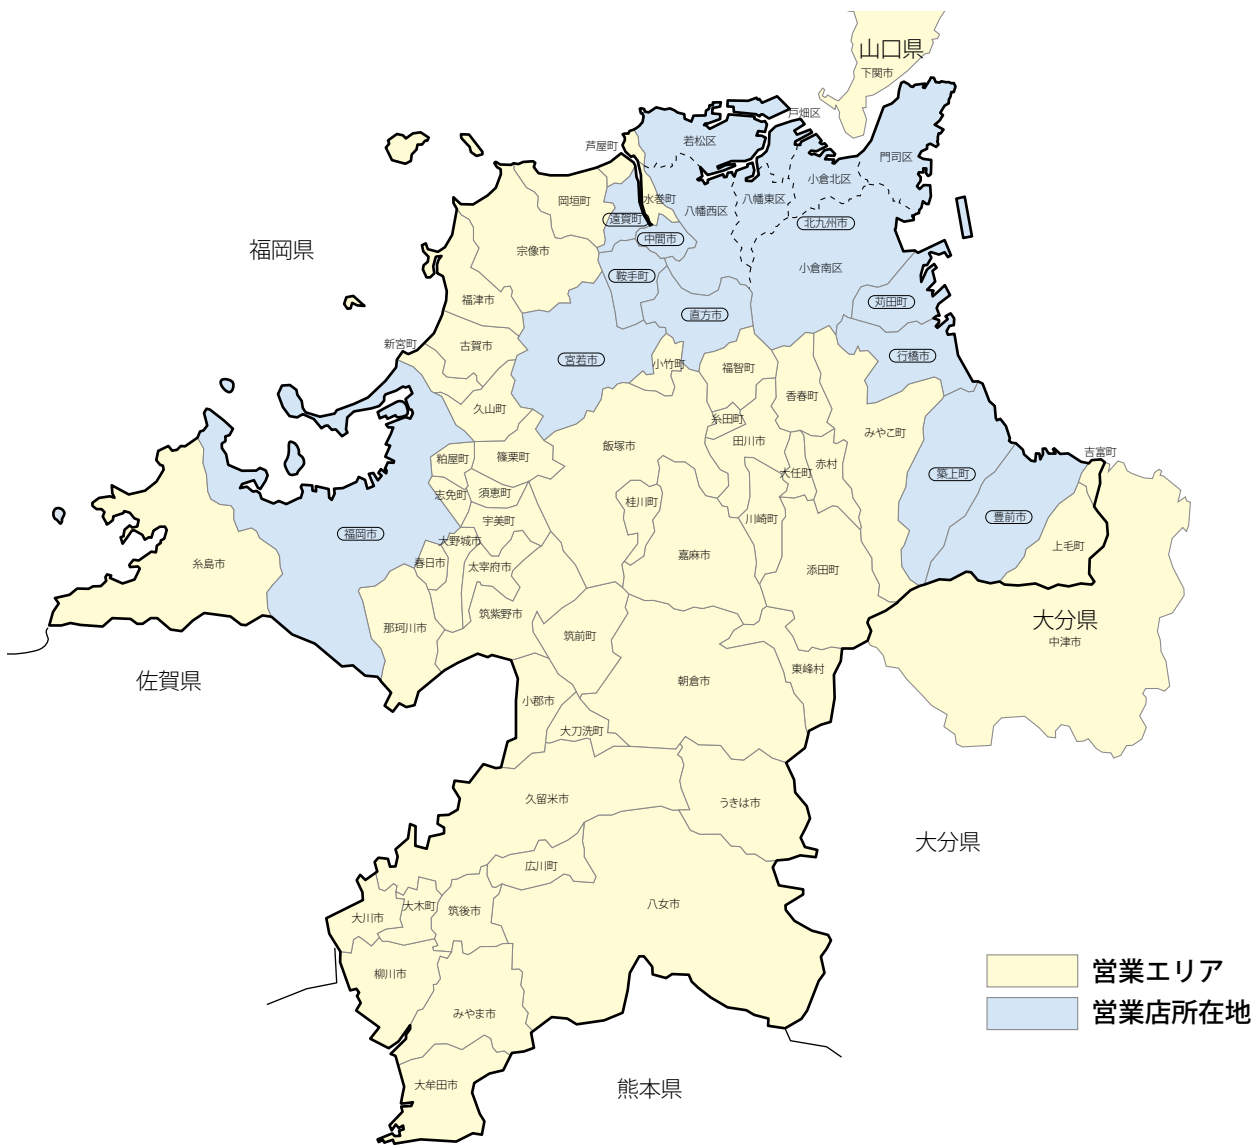 山口県
下関市
戸畑区
若松区
芦屋町
門司区
小倉北区
岡垣町
水巻町
八幡東区
八幡西区
遠賀町
北九州市
中間市
福岡県
宗像市
小倉南区
鞍手町
福津市
苅田町
直方市
新宮町
古賀市
宮若市
行橋市
小竹町
福智町
香春町
久山町
糸田町
みやこ町
田川市
飯塚市
吉富町
粕屋町
篠栗町
赤村
大任町
築上町
志免町
須恵町
桂川町
宇美町
川崎町
豊前市
福岡市
大野城市
上毛町
嘉麻市
春日市
太宰府市
糸島市
添田町
筑紫野市
大分県
那珂川市
筑前町
中津市
東峰村
佐賀県
朝倉市
小郡市
大刀洗町
久留米市
うきは市
大分県
広川町
八女市
大木町
筑後市
大川市
柳川市
営業エリア
営業店所在地
みやま市
大牟田市
熊本県